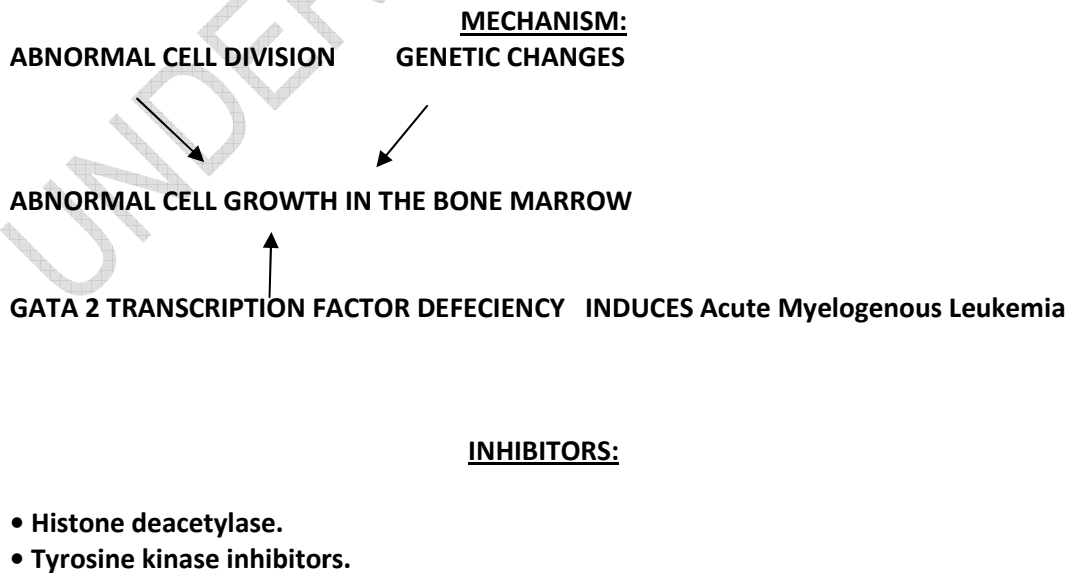 MECHANISM:
ABNORMAL CELL DIVISION GENETIC CHANGES
ABNORMAL CELL GROWTH IN THE BONE MARROW
GATA 2 TRANSCRIPTION FACTOR DEFECIENCY INDUCES Acute Myelogenous Leukemia
INHIBITORS:
• Histone deacetylase.
• Tyrosine kinase inhibitors.
UNDER